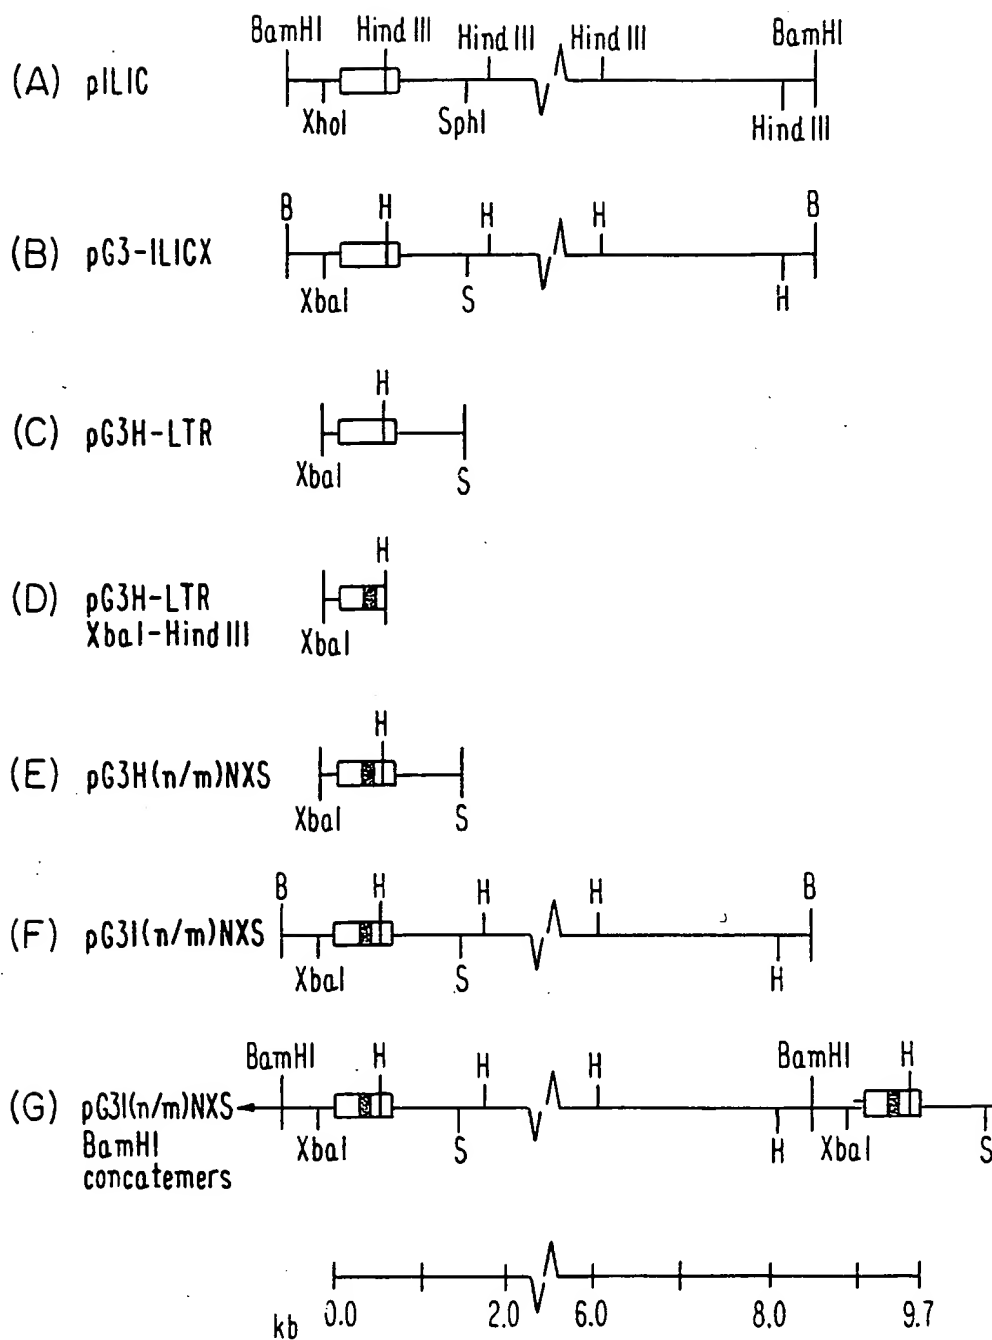 BamHI Hind III Hind III Hind III BamHI
(A) pILIC
XhoI SphI Hind III
B H H H B
(B) pG3-ILICX
XbaI S H
H
(C) pG3H-LTR
XbaI S
H
(D) pG3H-LTR
XbaI-Hind III
XbaI
H
(E) pG3H(n/m)NXS
XbaI S
B H H H B
(F) pG3I(n/m)NXS
XbaI S H
BamHI H H H BamHI H
(G) pG3I(n/m)NXS
BamHI
concatemers
XbaI S H XbaI S
kb 0.0 2.0 6.0 8.0 9.7